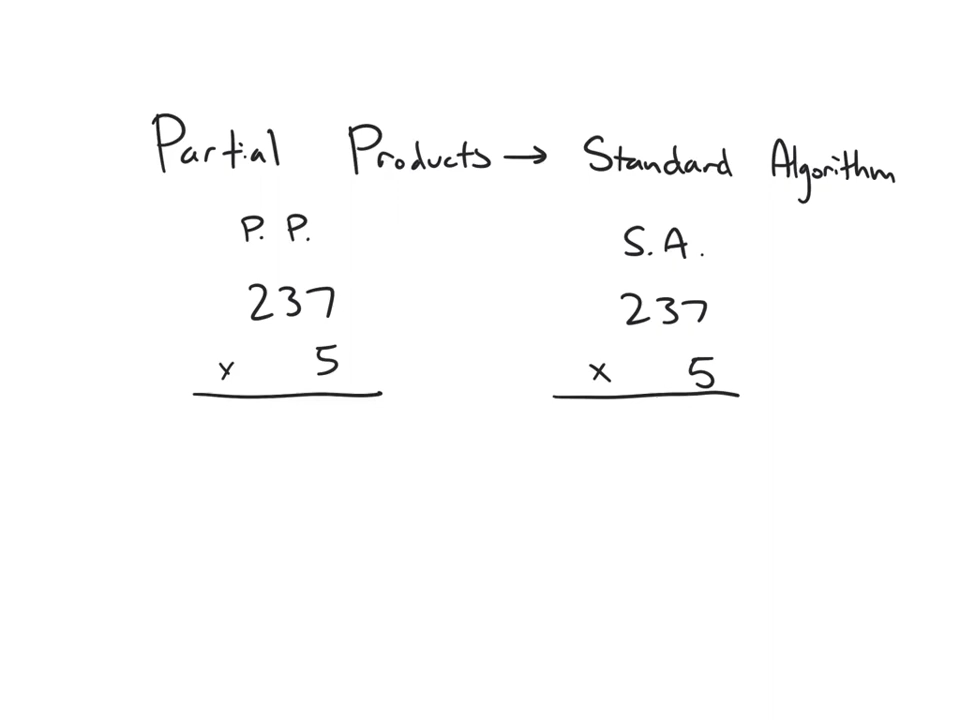 Partial Products → Standard Algorithm
P. P. S. A.
237 237
x 5 x 5